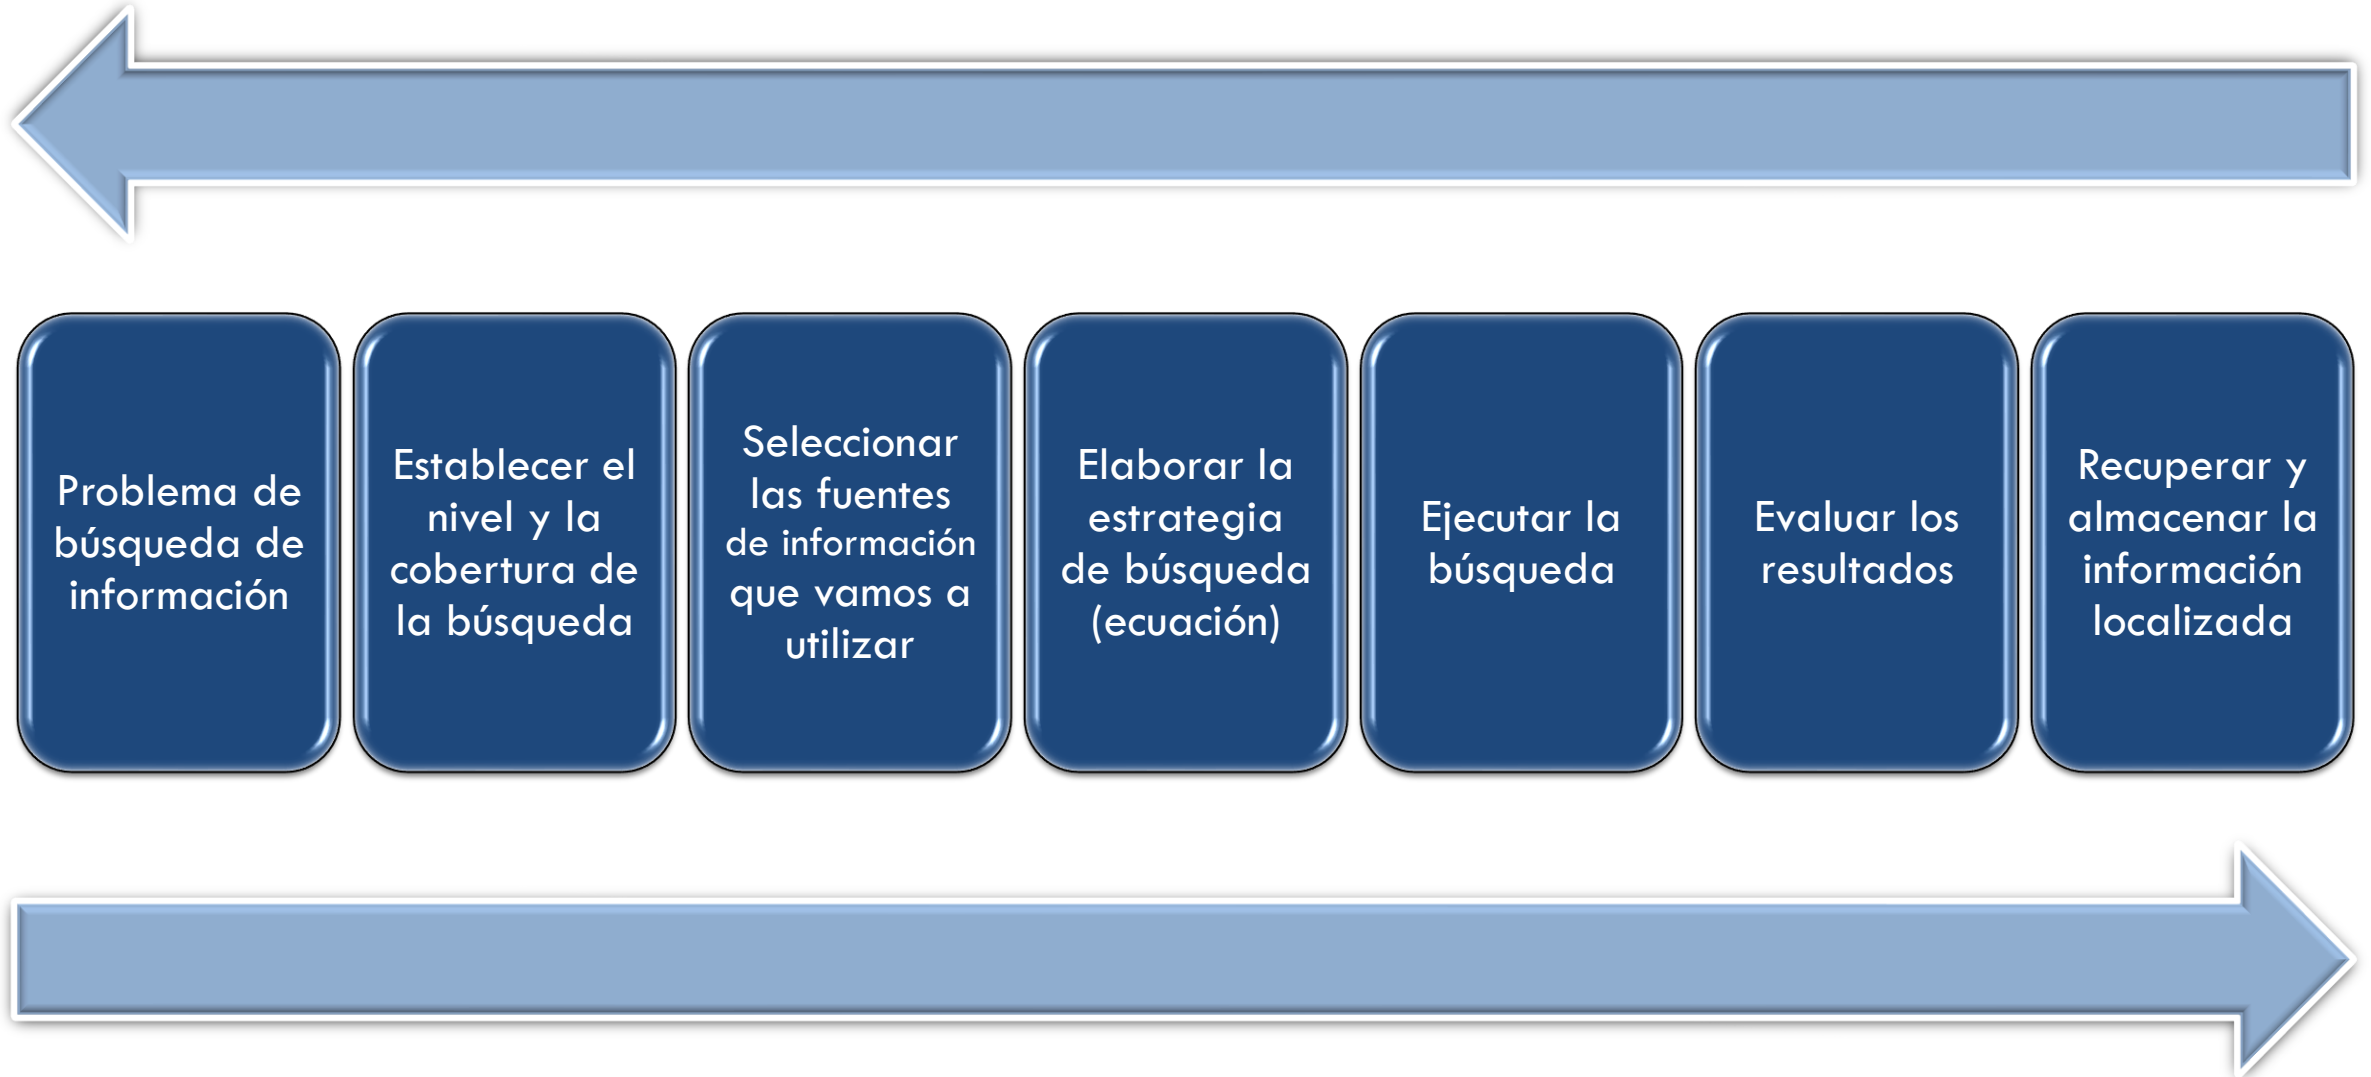 Problema de
búsqueda de
información
Establecer el
nivel y la
cobertura de
la búsqueda
Seleccionar
las fuentes
de información
que vamos a
utilizar
Elaborar la
estrategia
de búsqueda
(ecuación)
Ejecutar la
búsqueda
Evaluar los
resultados
Recuperar y
almacenar la
información
localizada